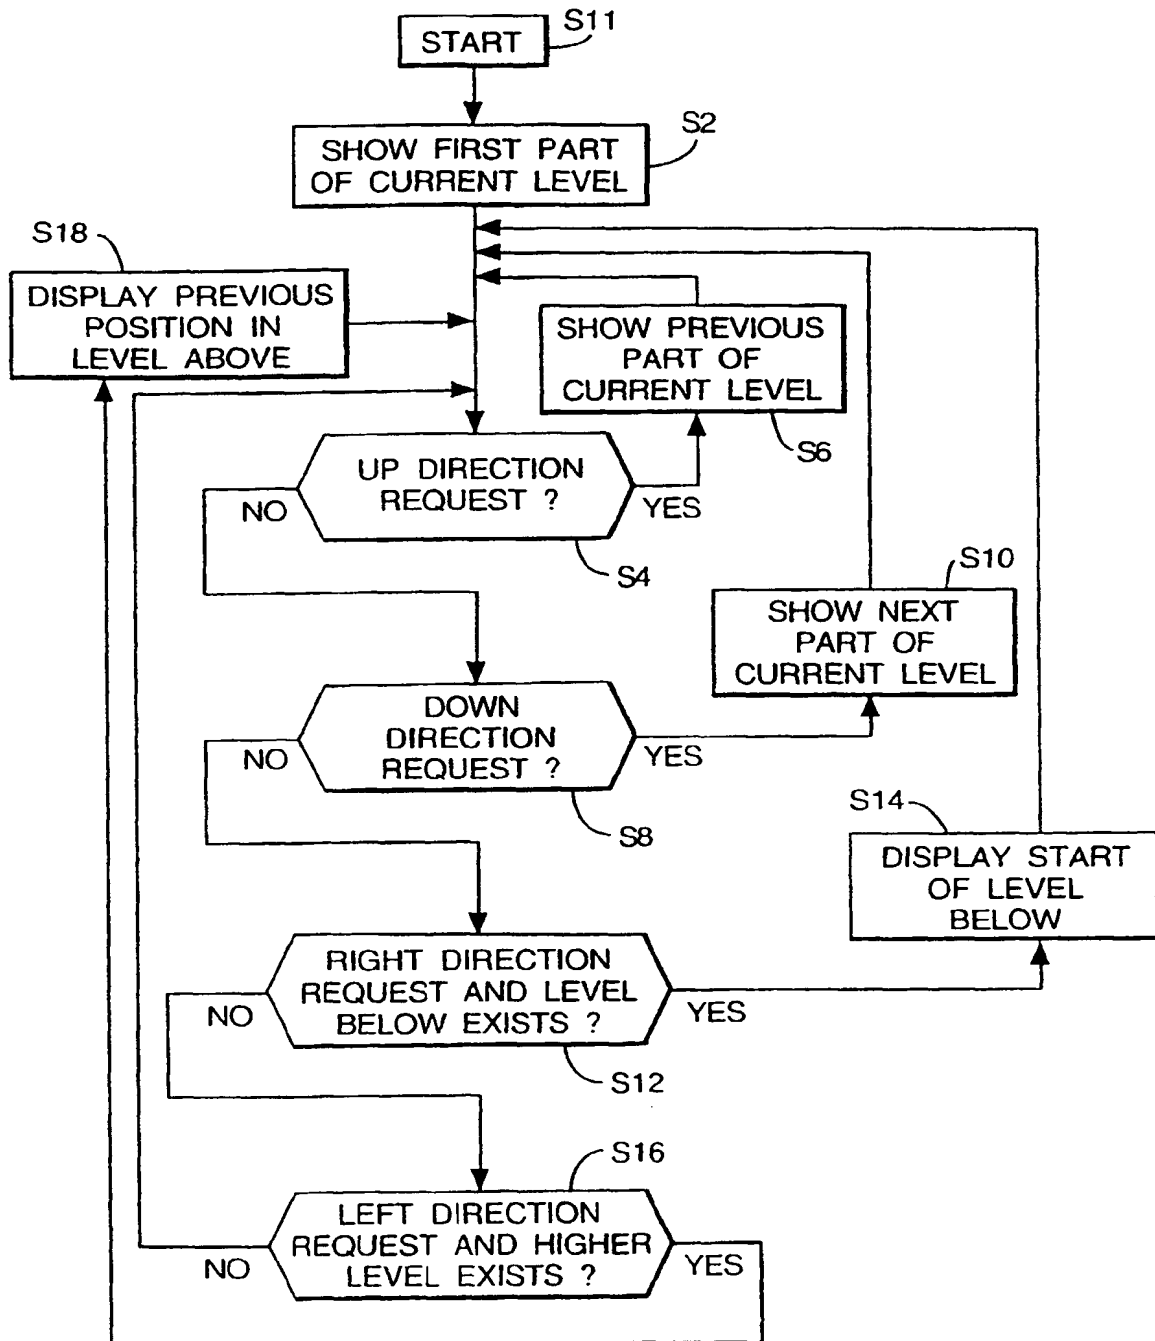 START
S11
SHOW FIRST PART
OF CURRENT LEVEL
S2
S18
DISPLAY PREVIOUS
POSITION IN
LEVEL ABOVE
SHOW PREVIOUS
PART OF
CURRENT LEVEL
S6
UP DIRECTION
REQUEST ?
NO
YES
S4
S10
SHOW NEXT
PART OF
CURRENT LEVEL
DOWN
DIRECTION
REQUEST ?
NO
YES
S8
S14
DISPLAY START
OF LEVEL
BELOW
RIGHT DIRECTION
REQUEST AND LEVEL
BELOW EXISTS ?
NO
YES
S12
S16
LEFT DIRECTION
REQUEST AND HIGHER
LEVEL EXISTS ?
NO
YES